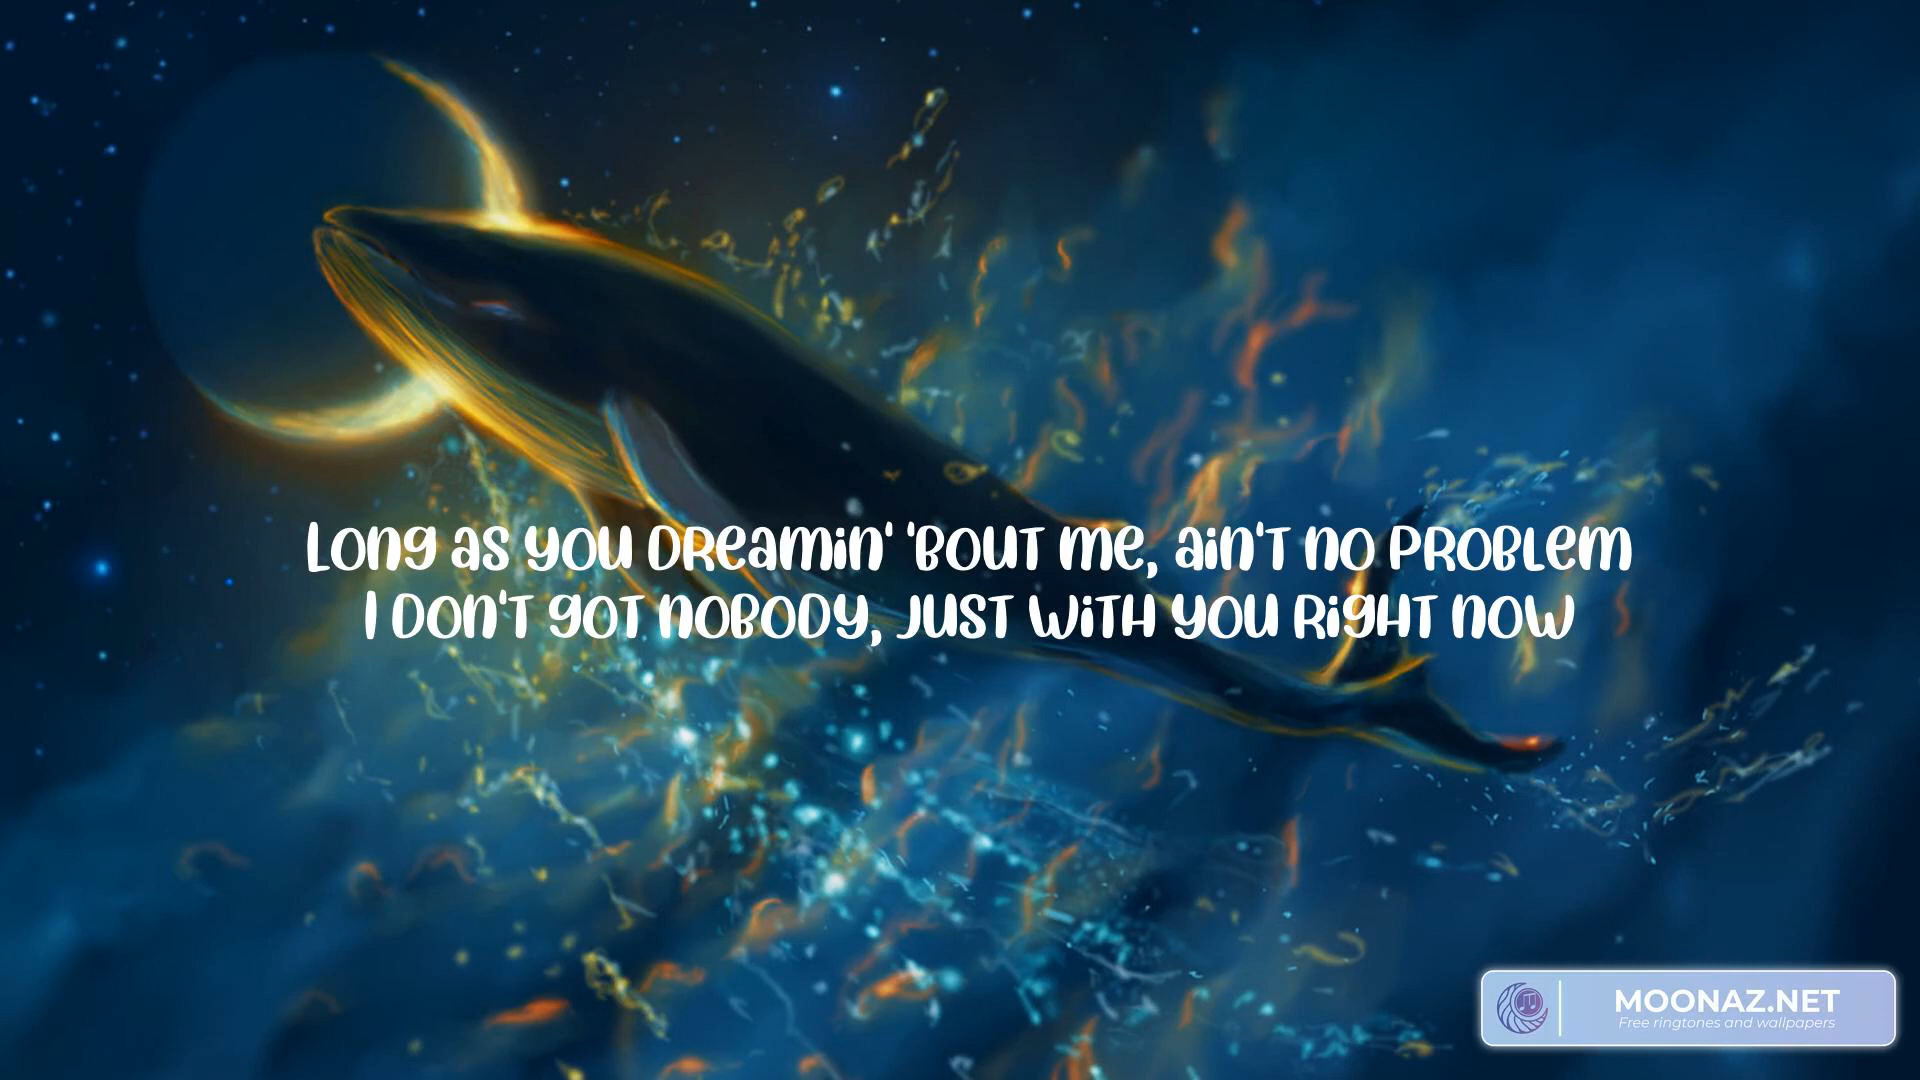 Long as you dreamin' 'bout me, ain't no problem
I don't got nobody, just with you right now
MOONAZ.NET
Free ringtones and wallpapers